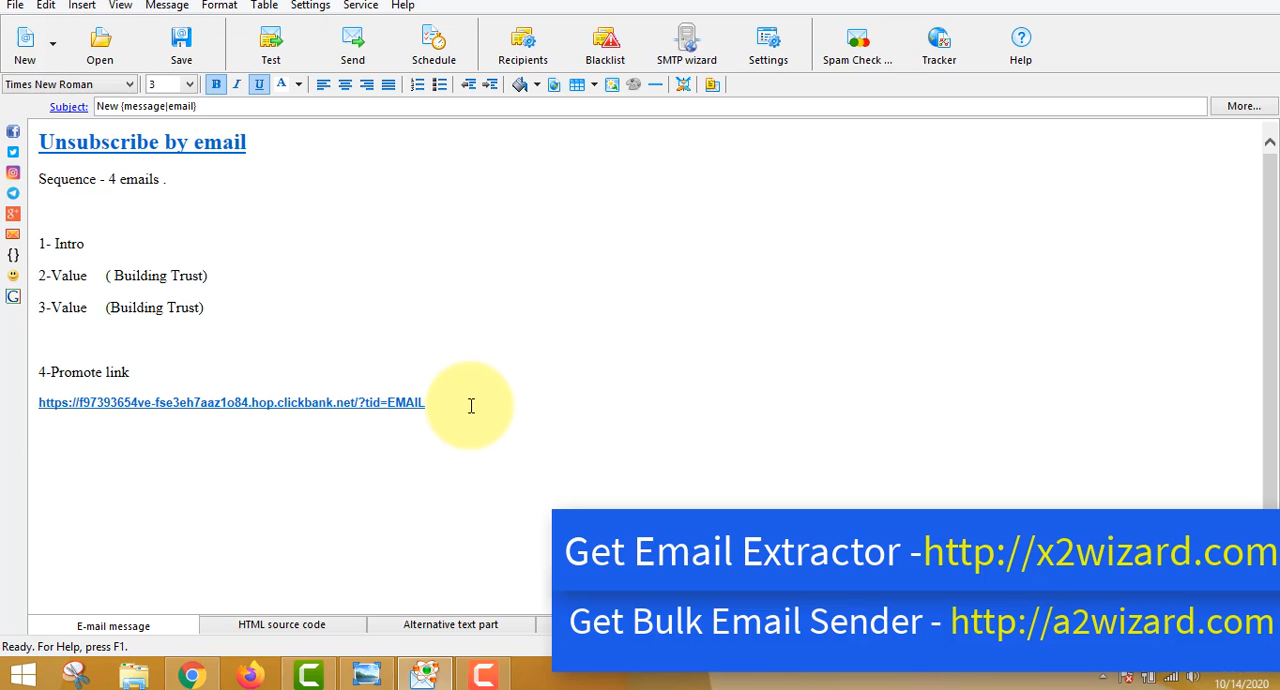 File Edit Insert View Message Format Table Settings Service Help
New Open Save Test Send Schedule Recipients Blacklist SMTP wizard Settings Spam Check ... Tracker Help
Times New Roman 3 B I U A
Subject: New {message|email} More...
Unsubscribe by email
Sequence - 4 emails .
1- Intro
2-Value ( Building Trust)
3-Value (Building Trust)
4-Promote link
https://f97393654ve-fse3eh7aaz1o84.hop.clickbank.net/?tid=EMAIL
Get Email Extractor -http://x2wizard.com
Get Bulk Email Sender - http://a2wizard.com
E-mail message HTML source code Alternative text part
Ready. For Help, press F1.
10/14/2020